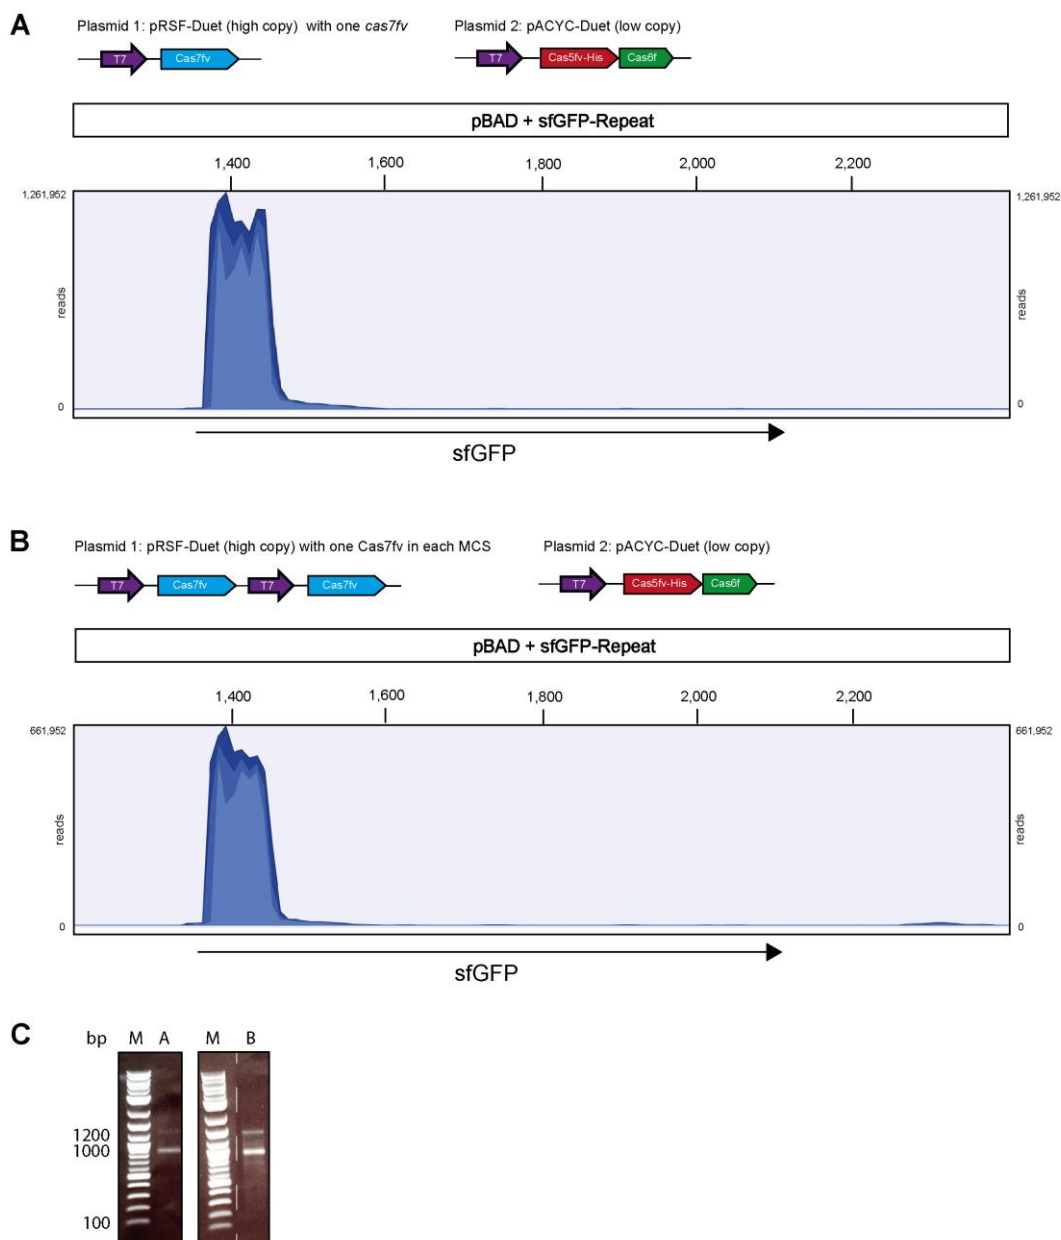 A
Plasmid 1: pRSF-Duet (high copy) with one cas7fv
Plasmid 2: pACYC-Duet (low copy)
T7 Cas7fv
T7 Cas5fv-His Cas6f
pBAD + sfGFP-Repeat
1,400 1,600 1,800 2,000 2,200
1,261,952 1,261,952
reads reads
0 0
sfGFP
B
Plasmid 1: pRSF-Duet (high copy) with one Cas7fv in each MCS
Plasmid 2: pACYC-Duet (low copy)
T7 Cas7fv T7 Cas7fv
T7 Cas5fv-His Cas6f
pBAD + sfGFP-Repeat
1,400 1,600 1,800 2,000 2,200
661,952 661,952
reads reads
0 0
sfGFP
C
bp M A M B
1200
1000
100